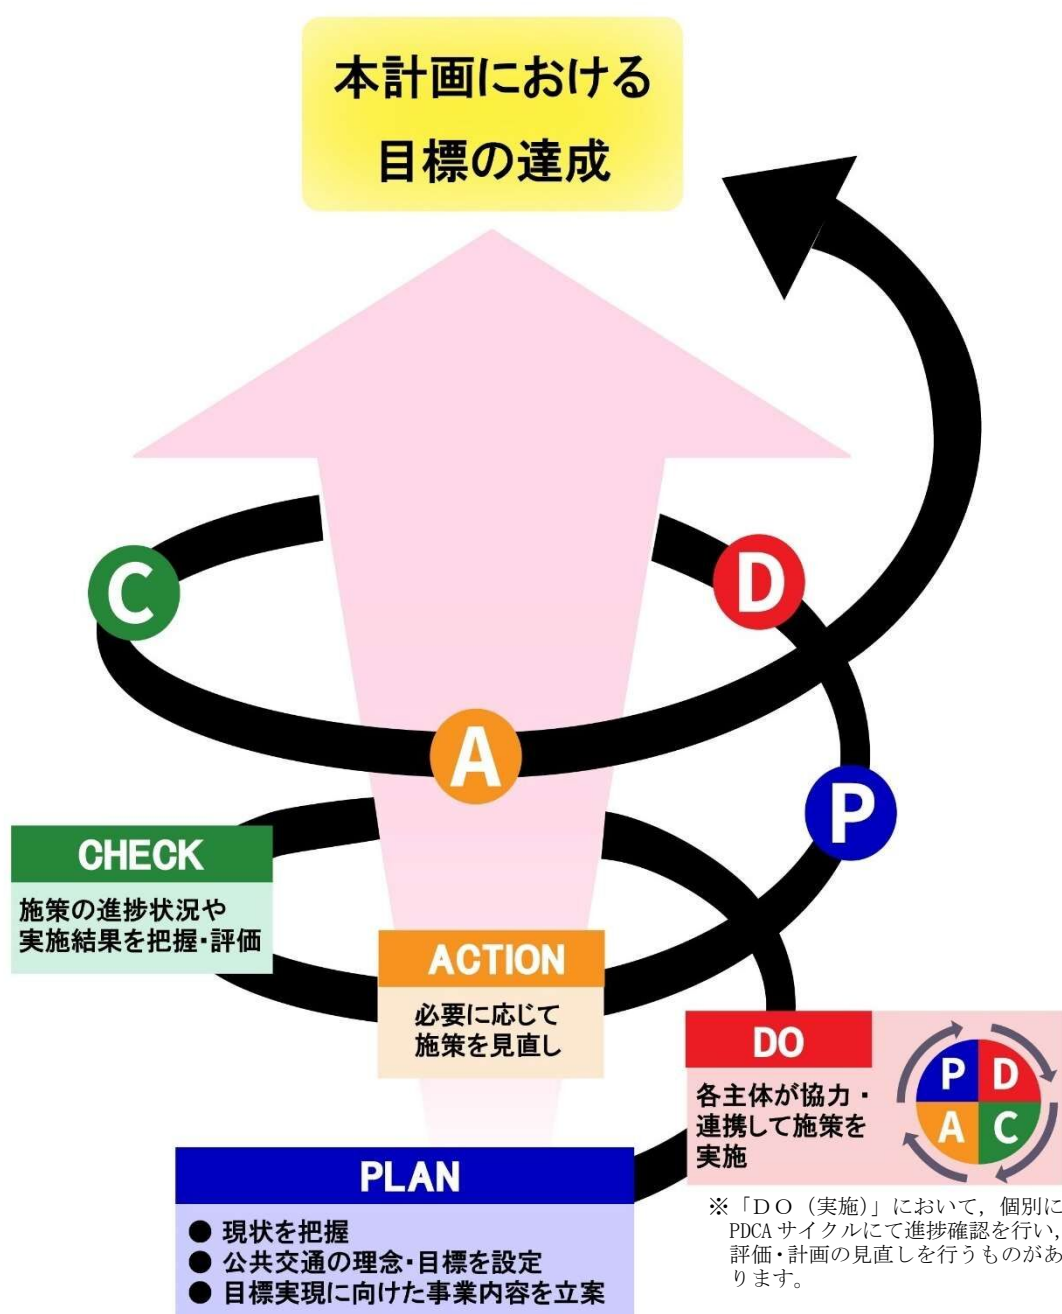 本計画における
目標の達成
C
D
A
P
CHECK
施策の進捗状況や
実施結果を把握・評価
ACTION
必要に応じて
施策を見直し
DO
各主体が協力・
連携して施策を
実施
P D
A C
PLAN
● 現状を把握
● 公共交通の理念・目標を設定
● 目標実現に向けた事業内容を立案
※「ＤＯ（実施）」において，個別に
PDCAサイクルにて進捗確認を行い，
評価・計画の見直しを行うものがあ
ります。